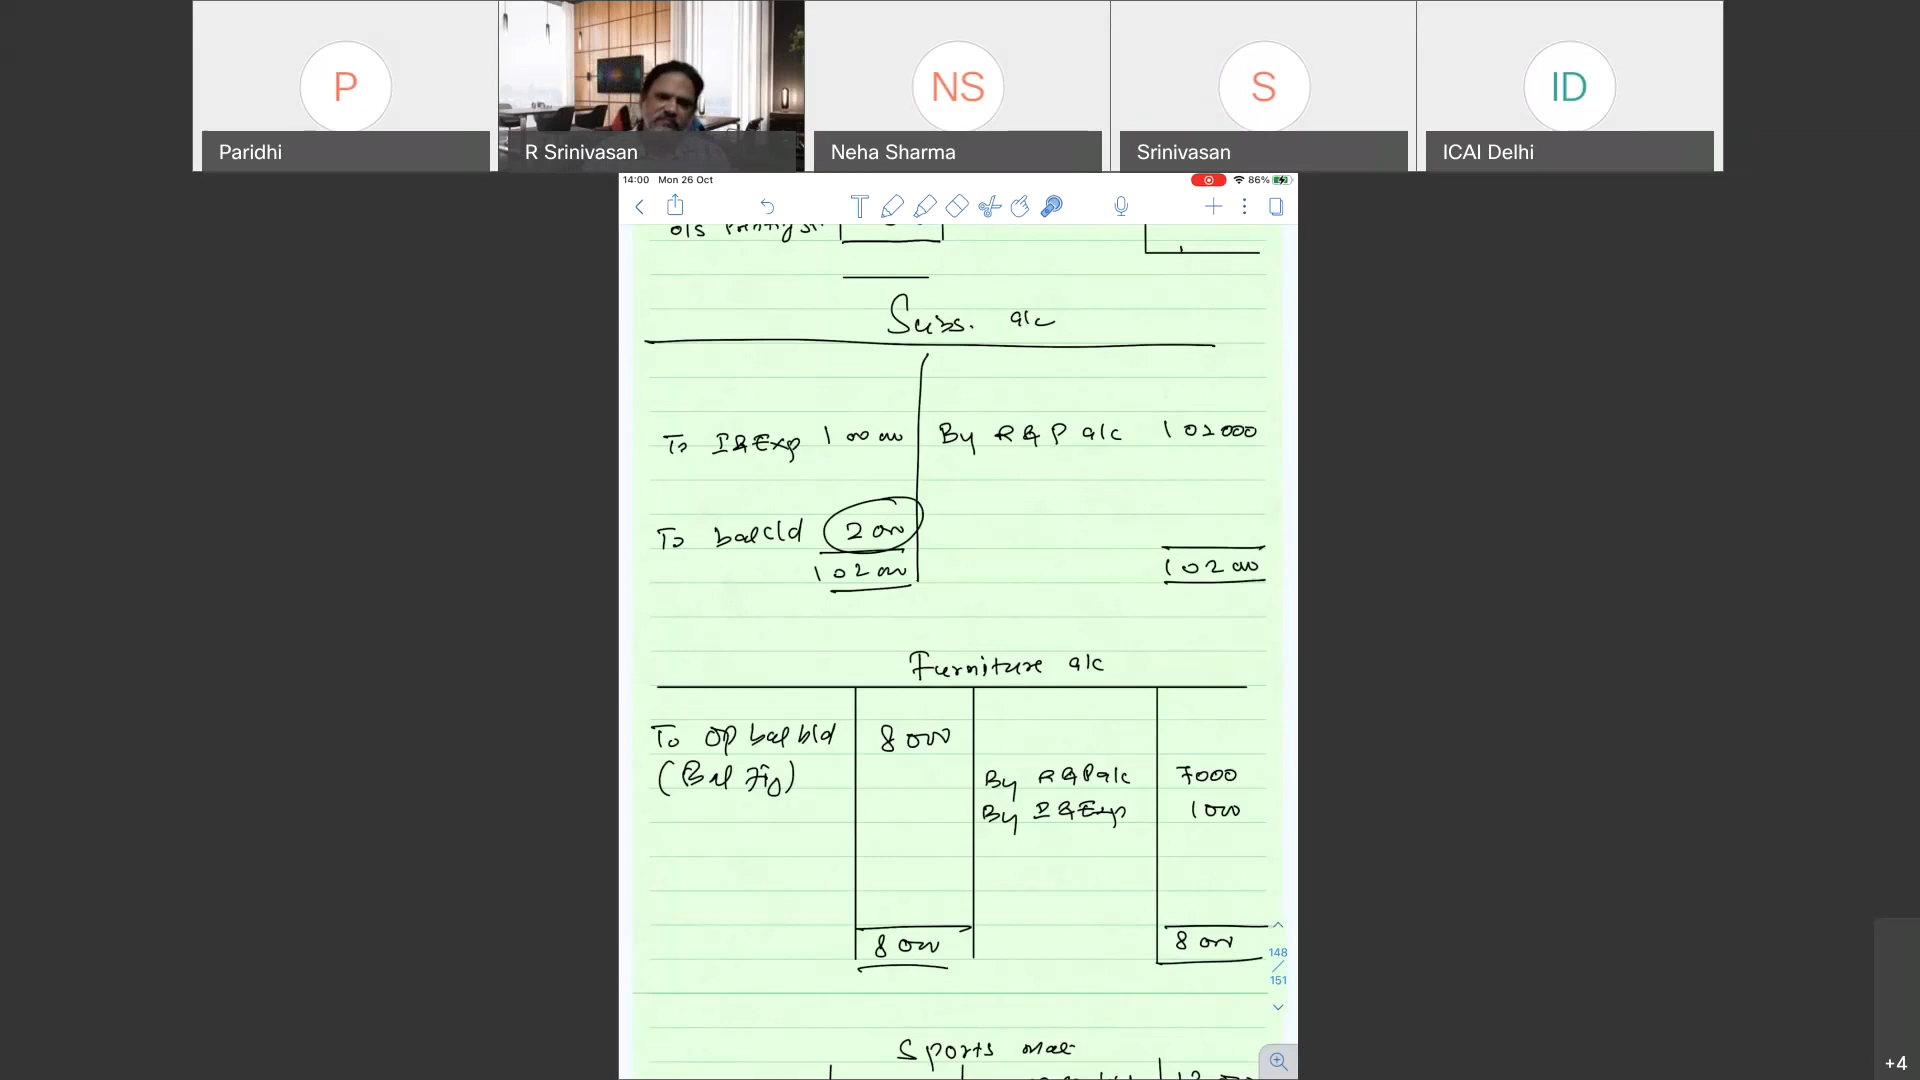 P
NS
S
ID
Paridhi
R Srinivasan
Neha Sharma
Srinivasan
ICAI Delhi
14:00 Mon 26 Oct
86%
T
Subs. a/c
To I&Exp 100000 By R&P a/c 102000
To bal c/d 2000
102000 102000
Furniture a/c
To op bal b/d 8000
(Bal fig)
By R&P a/c 7000
By I&Exp 1000
8000 8000
148
/
151
Sports mat
+4